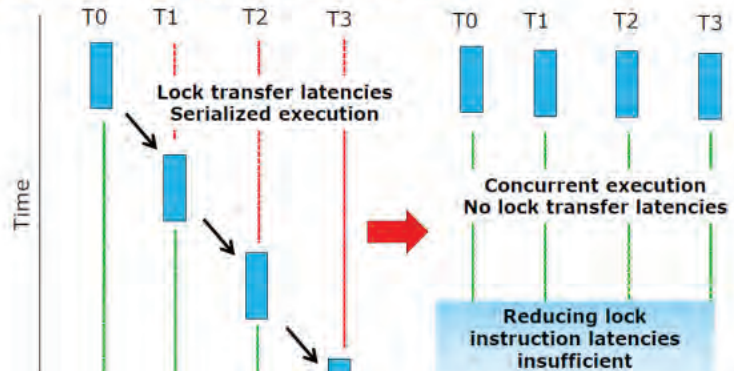 T0 T1 T2 T3
T0 T1 T2 T3
Lock transfer latencies
Serialized execution
Time
Concurrent execution
No lock transfer latencies
Reducing lock
instruction latencies
insufficient